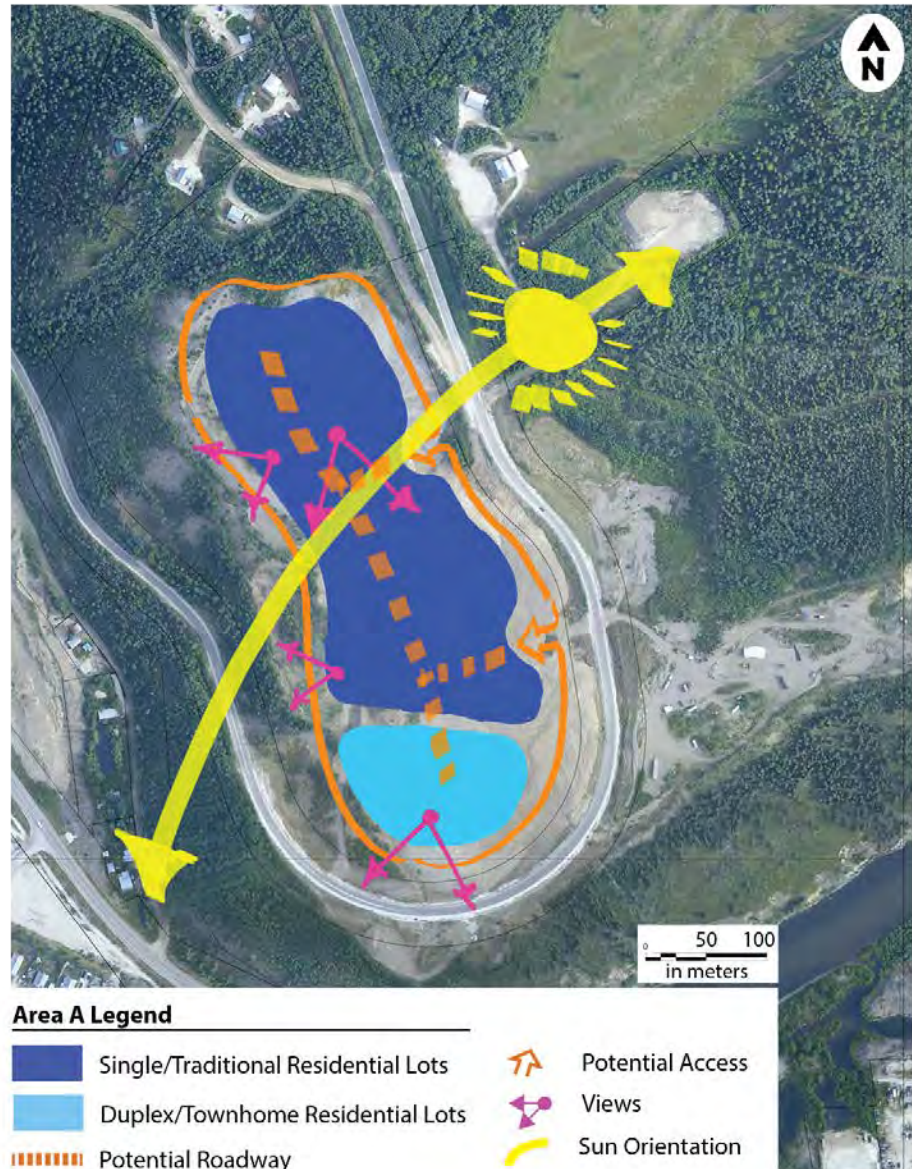 N
0 50 100
in meters
Area A Legend
Single/Traditional Residential Lots
Duplex/Townhome Residential Lots
Potential Roadway
Potential Access
Views
Sun Orientation